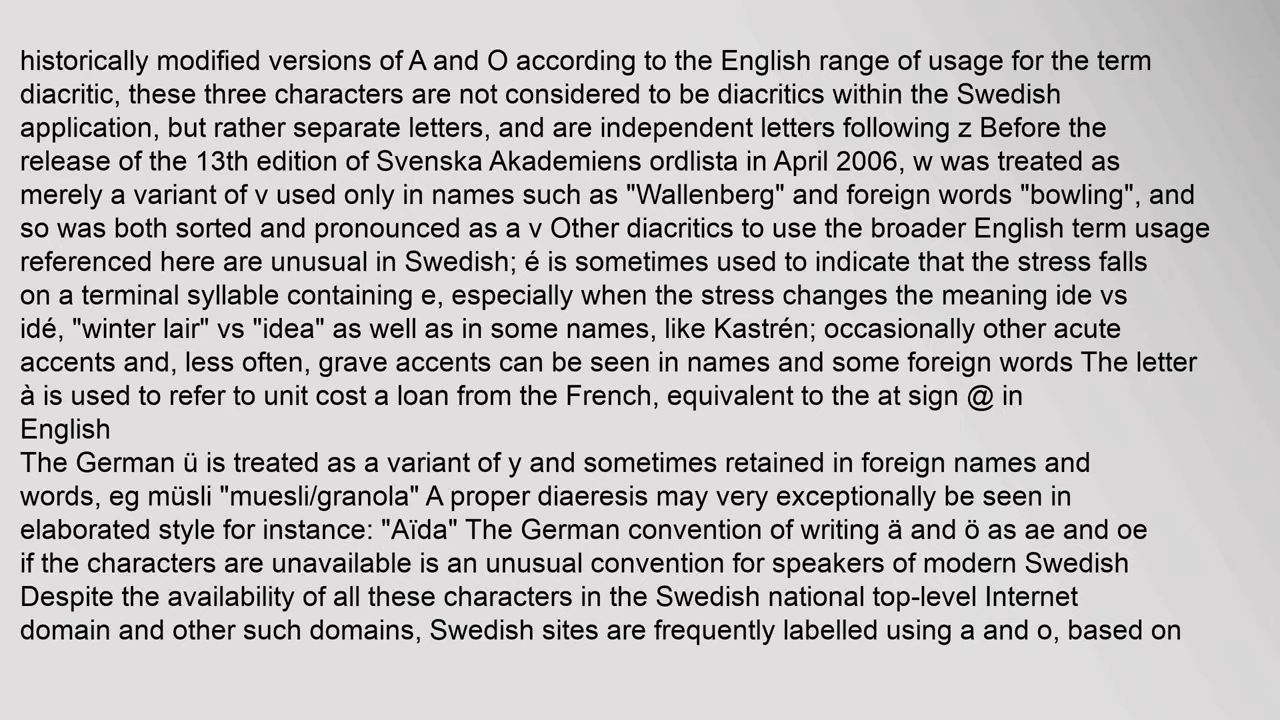 historically modified versions of A and O according to the English range of usage for the term
diacritic, these three characters are not considered to be diacritics within the Swedish
application, but rather separate letters, and are independent letters following z Before the
release of the 13th edition of Svenska Akademiens ordlista in April 2006, w was treated as
merely a variant of v used only in names such as "Wallenberg" and foreign words "bowling", and
so was both sorted and pronounced as a v Other diacritics to use the broader English term usage
referenced here are unusual in Swedish; é is sometimes used to indicate that the stress falls
on a terminal syllable containing e, especially when the stress changes the meaning ide vs
idé, "winter lair" vs "idea" as well as in some names, like Kastrén; occasionally other acute
accents and, less often, grave accents can be seen in names and some foreign words The letter
à is used to refer to unit cost a loan from the French, equivalent to the at sign @ in
English
The German ü is treated as a variant of y and sometimes retained in foreign names and
words, eg müsli "muesli/granola" A proper diaeresis may very exceptionally be seen in
elaborated style for instance: "Aïda" The German convention of writing ä and ö as ae and oe
if the characters are unavailable is an unusual convention for speakers of modern Swedish
Despite the availability of all these characters in the Swedish national top-level Internet
domain and other such domains, Swedish sites are frequently labelled using a and o, based on